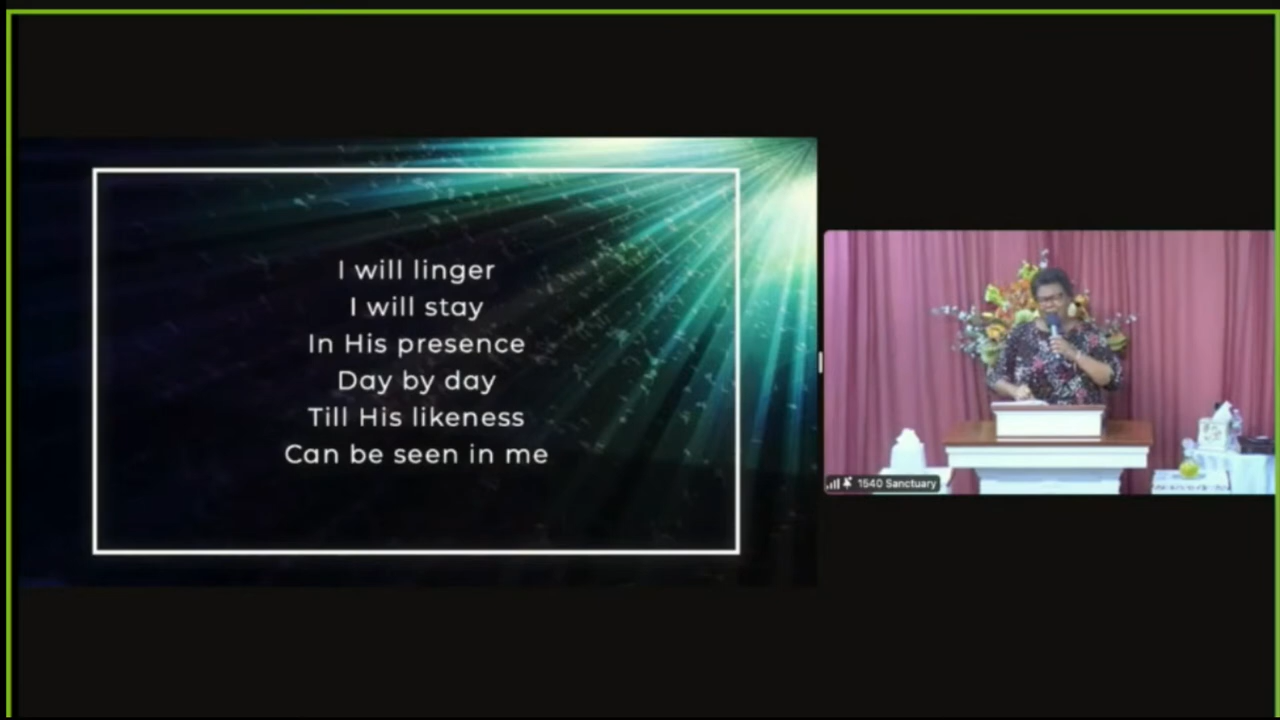 I will linger
I will stay
In His presence
Day by day
Till His likeness
Can be seen in me
1540 Sanctuary